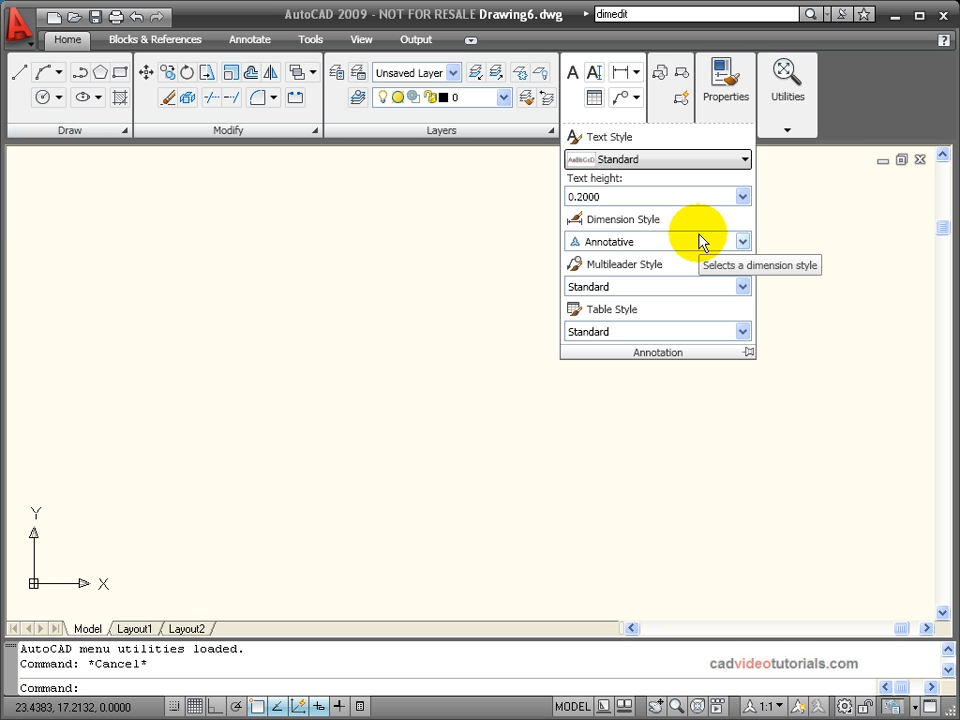 AutoCAD 2009 - NOT FOR RESALE Drawing6.dwg
dimedit
Home
Blocks & References
Annotate
Tools
View
Output
Unsaved Layer
0
A
A
Properties
Utilities
Draw
Modify
Layers
Text Style
AaBbCcD Standard
Text height:
0.2000
Dimension Style
Annotative
Selects a dimension style
Multileader Style
Standard
Table Style
Standard
Annotation
Y
X
Model
Layout1
Layout2
AutoCAD menu utilities loaded.
Command: *Cancel*
cadvideotutorials.com
Command:
23.4383, 17.2132, 0.0000
MODEL
1:1